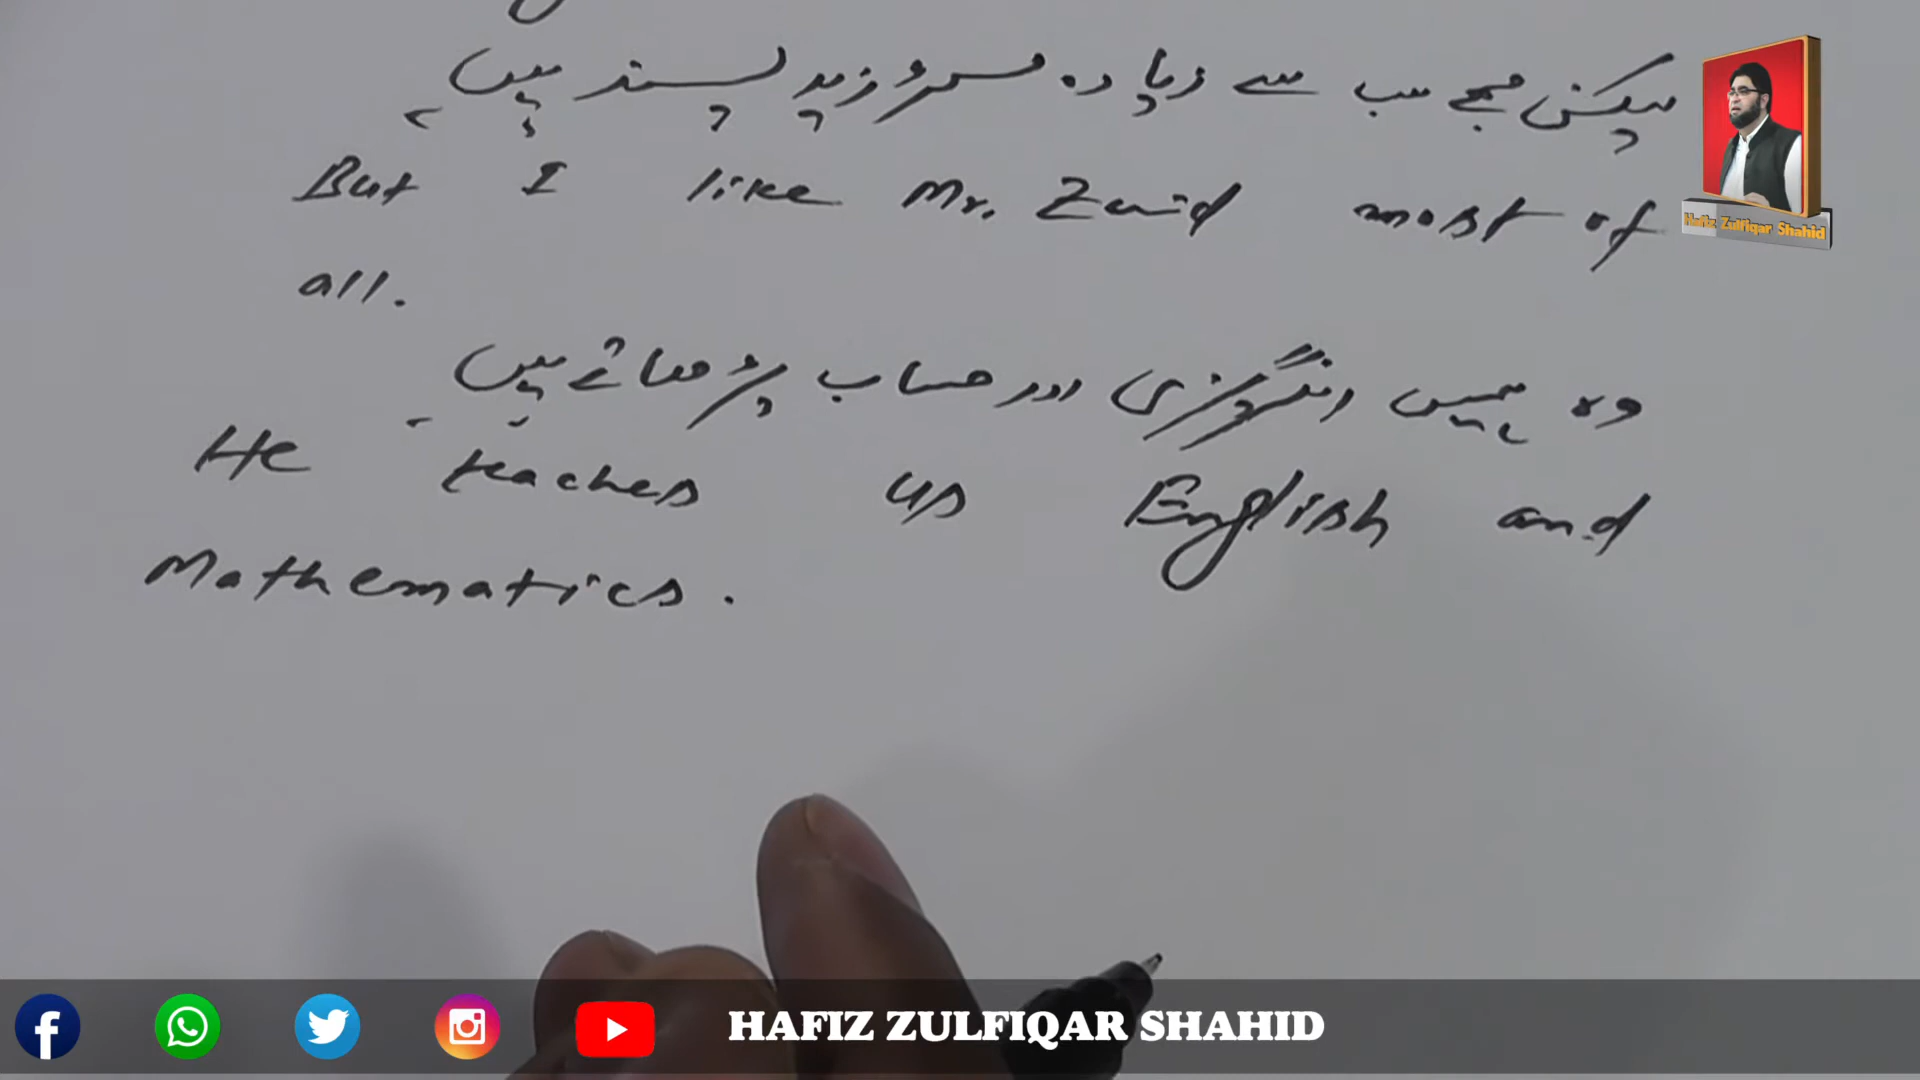 لیکن مجھے سب سے زیادہ مسٹر زید پسند ہیں۔
But I like Mr. Zaid most of
all.
وہ ہمیں انگریزی اور حساب پڑھاتے ہیں۔
He teaches us English and
Mathematics.
Hafiz Zulfiqar Shahid
HAFIZ ZULFIQAR SHAHID